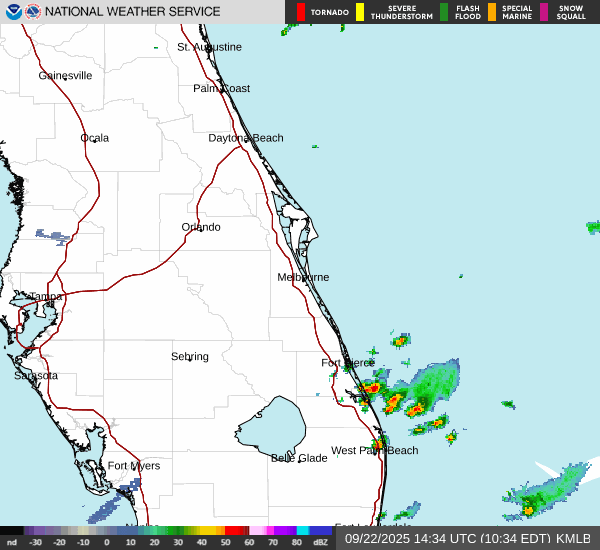 NATIONAL WEATHER SERVICE
TORNADO
SEVERE THUNDERSTORM
FLASH FLOOD
SPECIAL MARINE
SNOW SQUALL
St. Augustine
Gainesville
Palm Coast
Ocala
Daytona Beach
Orlando
Melbourne
Tampa
Sebring
Fort Pierce
Sarasota
West Palm Beach
Belle Glade
Fort Myers
nd -30 -20 -10 0 10 20 30 40 50 60 70 80 dBZ
09/22/2025 14:34 UTC (10:34 EDT) KMLB